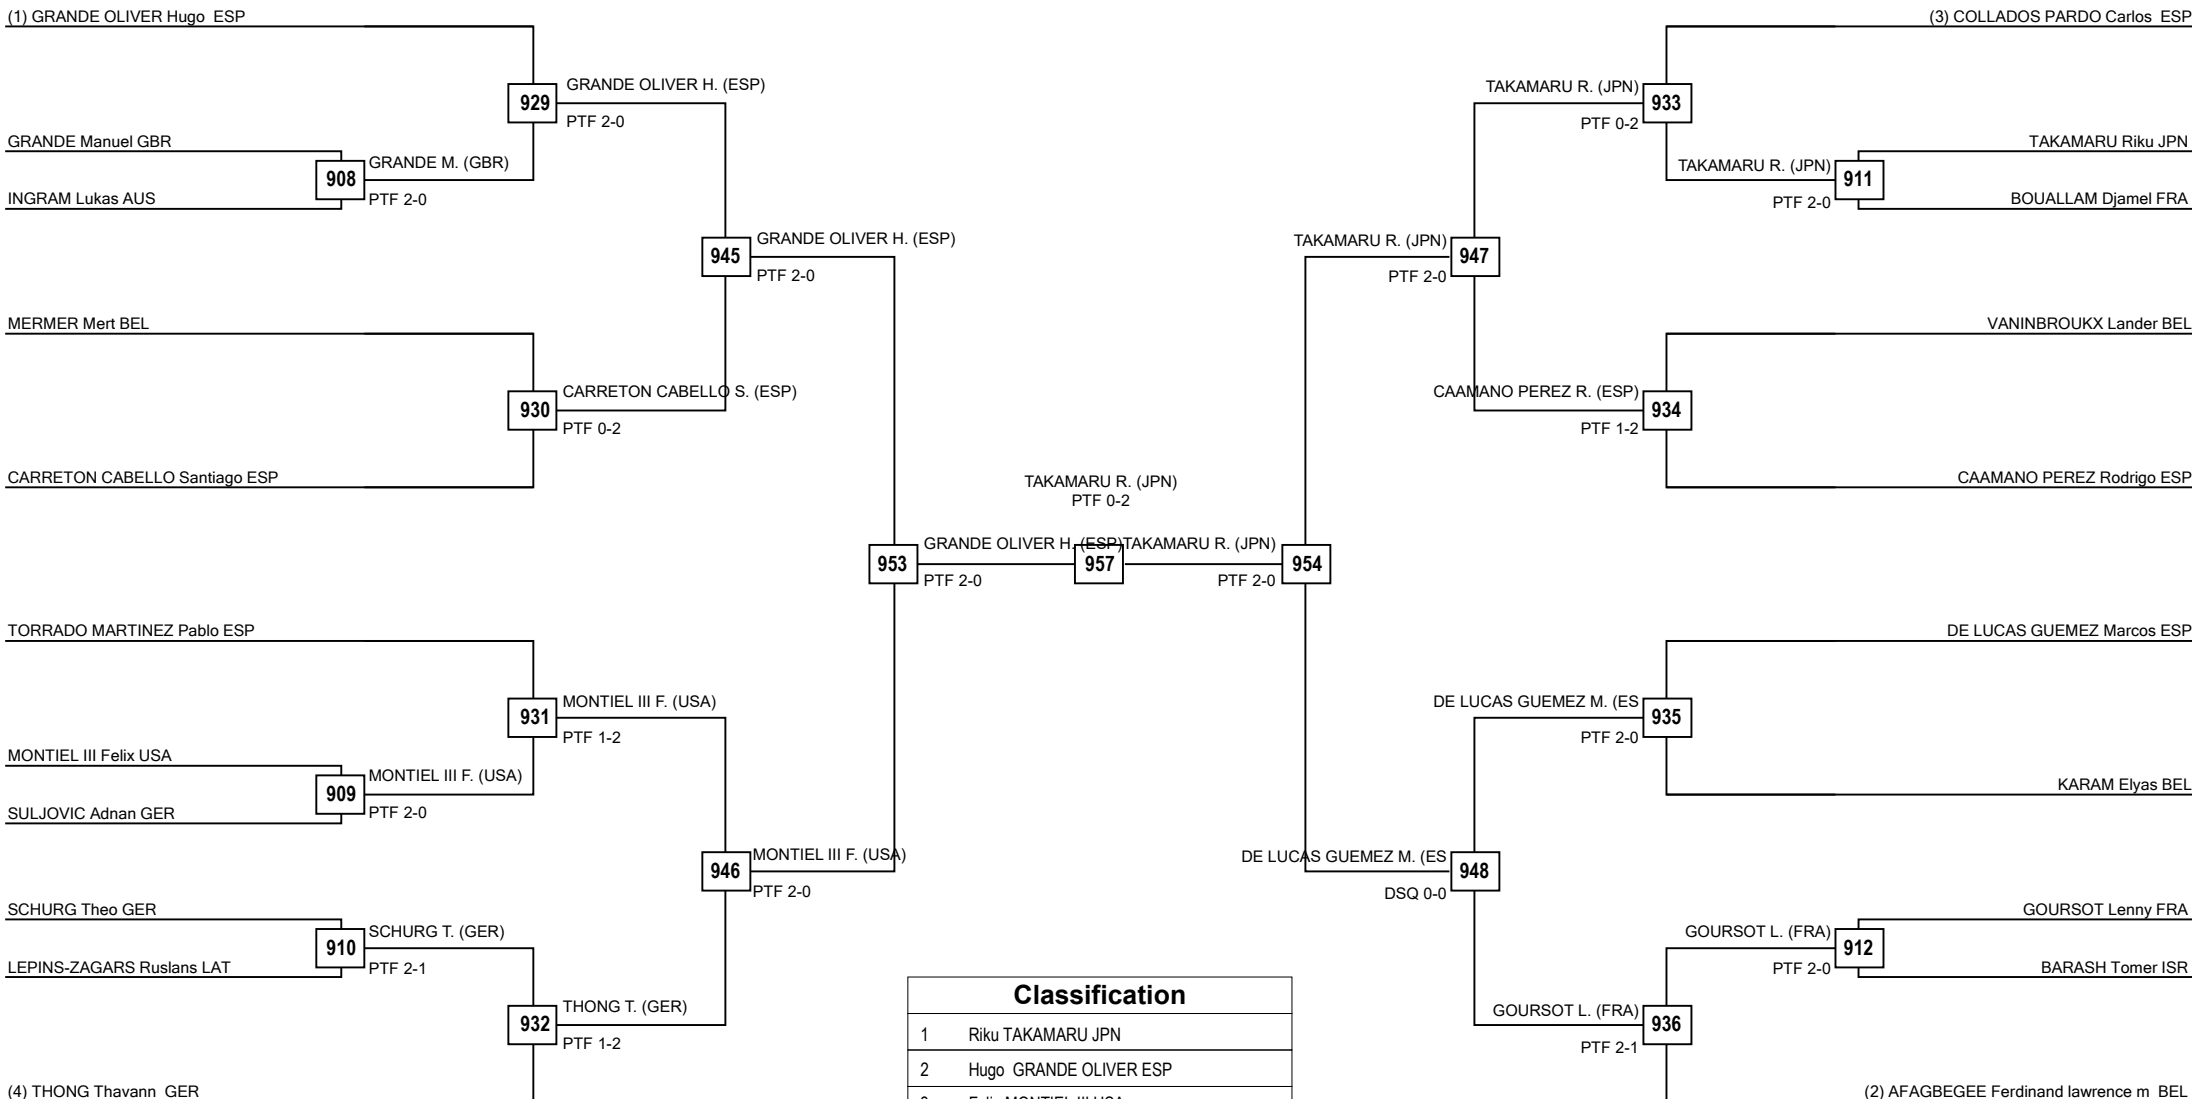 (1) GRANDE OLIVER Hugo  ESP
(3) COLLADOS PARDO Carlos  ESP
GRANDE OLIVER H. (ESP)
929
PTF 2-0
TAKAMARU R. (JPN)
933
PTF 0-2
GRANDE Manuel GBR
GRANDE M. (GBR)
908
INGRAM Lukas AUS
PTF 2-0
TAKAMARU Riku JPN
TAKAMARU R. (JPN)
911
PTF 2-0
BOUALLAM Djamel FRA
GRANDE OLIVER H. (ESP)
945
PTF 2-0
TAKAMARU R. (JPN)
947
PTF 2-0
MERMER Mert BEL
VANINBROUKX Lander BEL
CARRETON CABELLO S. (ESP)
930
PTF 0-2
CAAMANO PEREZ R. (ESP)
934
PTF 1-2
CARRETON CABELLO Santiago ESP
CAAMANO PEREZ Rodrigo ESP
TAKAMARU R. (JPN)
PTF 0-2
GRANDE OLIVER H. (ESP)
TAKAMARU R. (JPN)
953
957
954
PTF 2-0
PTF 2-0
TORRADO MARTINEZ Pablo ESP
DE LUCAS GUEMEZ Marcos ESP
MONTIEL III F. (USA)
931
PTF 1-2
DE LUCAS GUEMEZ M. (ES
935
PTF 2-0
MONTIEL III Felix USA
MONTIEL III F. (USA)
909
SULJOVIC Adnan GER
PTF 2-0
KARAM Elyas BEL
MONTIEL III F. (USA)
946
PTF 2-0
DE LUCAS GUEMEZ M. (ES
948
DSQ 0-0
SCHURG Theo GER
SCHURG T. (GER)
910
LEPINS-ZAGARS Ruslans LAT
PTF 2-1
GOURSOT Lenny FRA
GOURSOT L. (FRA)
912
PTF 2-0
BARASH Tomer ISR
THONG T. (GER)
932
PTF 1-2
GOURSOT L. (FRA)
936
PTF 2-1
Classification
1 Riku TAKAMARU JPN
2 Hugo  GRANDE OLIVER ESP
3 Felix MONTIEL III USA
(4) THONG Thavann  GER
(2) AFAGBEGEE Ferdinand lawrence m  BEL